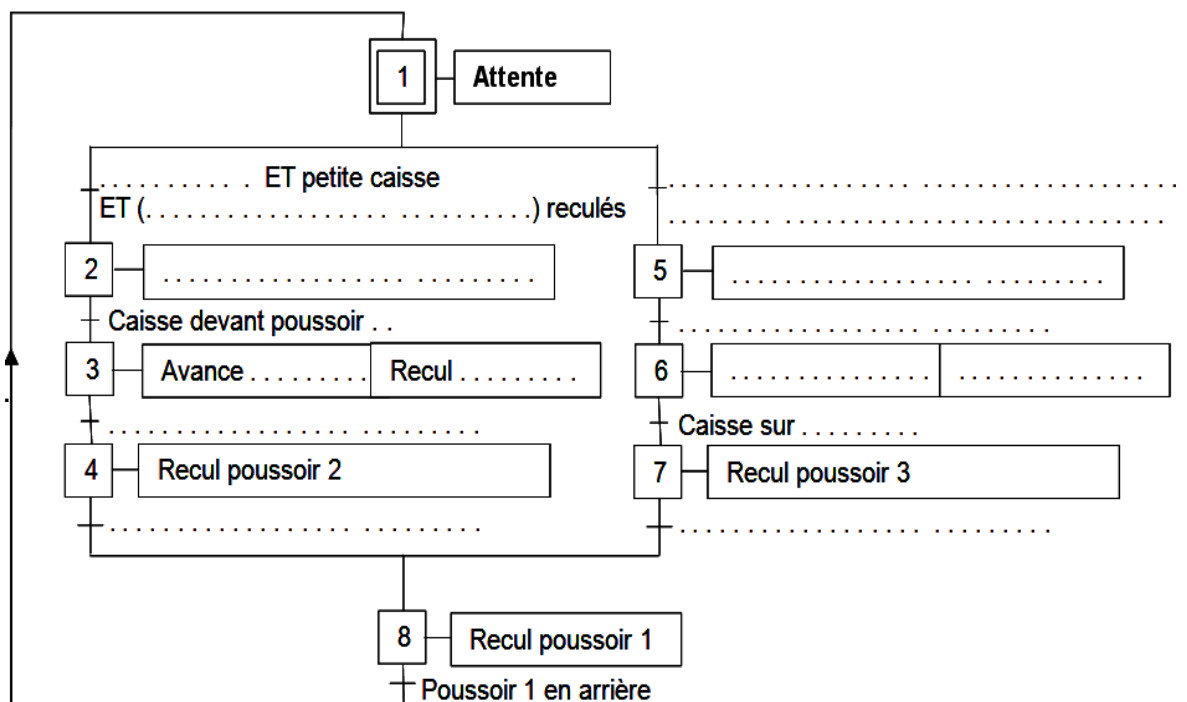 1 Attente
. . . . . . . . . . . ET petite caisse
ET (. . . . . . . . . . . . . . . . . . . . . . . . . . . . .) reculés
. . . . . . . . . . . . . . . . . . . . . . . . . . . . . . . . . . . . .
. . . . . . . . . . . . . . . . . . . . . . . . . . . . . . . . . . . .
2 . . . . . . . . . . . . . . . . . . . . . . . . . . . .
5 . . . . . . . . . . . . . . . . . . . . . . . . . . . .
Caisse devant poussoir . .
. . . . . . . . . . . . . . . . . . . . . . . . . . .
3 Avance . . . . . . . . . Recul . . . . . . . . .
6 . . . . . . . . . . . . . . . . . . . . . . . . . . . . .
. . . . . . . . . . . . . . . . . . . . . . . . . . .
Caisse sur . . . . . . . . .
4 Recul poussoir 2
7 Recul poussoir 3
. . . . . . . . . . . . . . . . . . . . . . . . . . .
. . . . . . . . . . . . . . . . . . . . . . . . . . .
8 Recul poussoir 1
Poussoir 1 en arrière